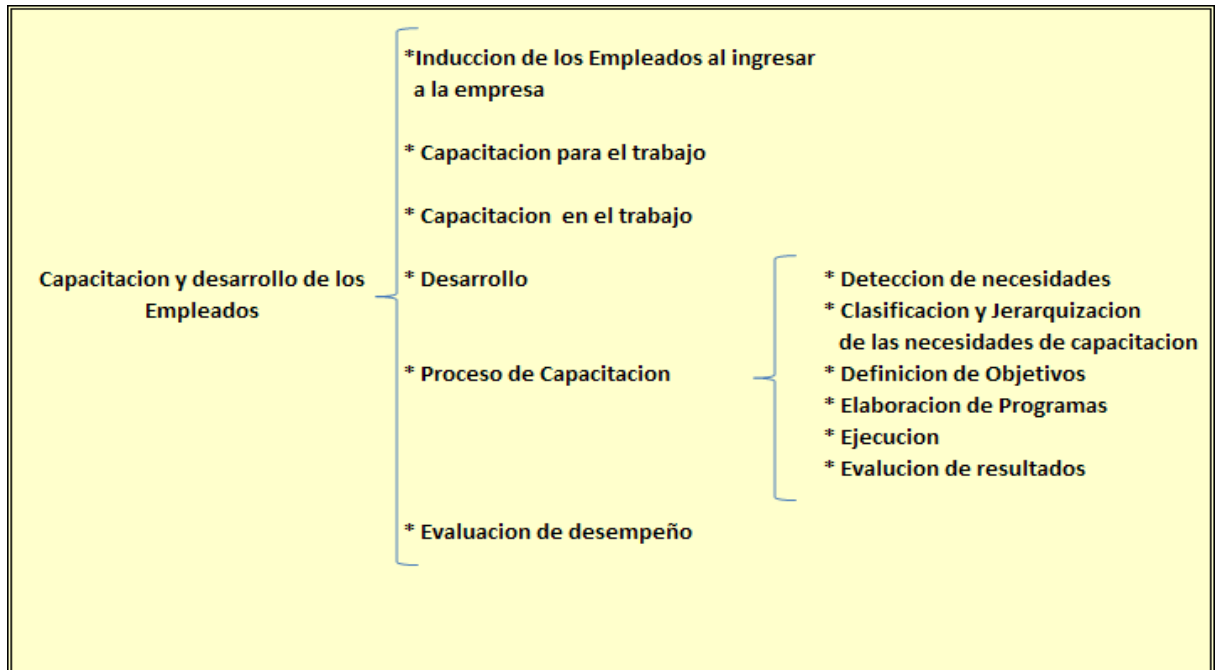 *Induccion de los Empleados al ingresar
a la empresa
* Capacitacion para el trabajo
* Capacitacion en el trabajo
Capacitacion y desarrollo de los
Empleados
* Desarrollo
* Proceso de Capacitacion
* Deteccion de necesidades
* Clasificacion y Jerarquizacion
de las necesidades de capacitacion
* Definicion de Objetivos
* Elaboracion de Programas
* Ejecucion
* Evalucion de resultados
* Evaluacion de desempeño